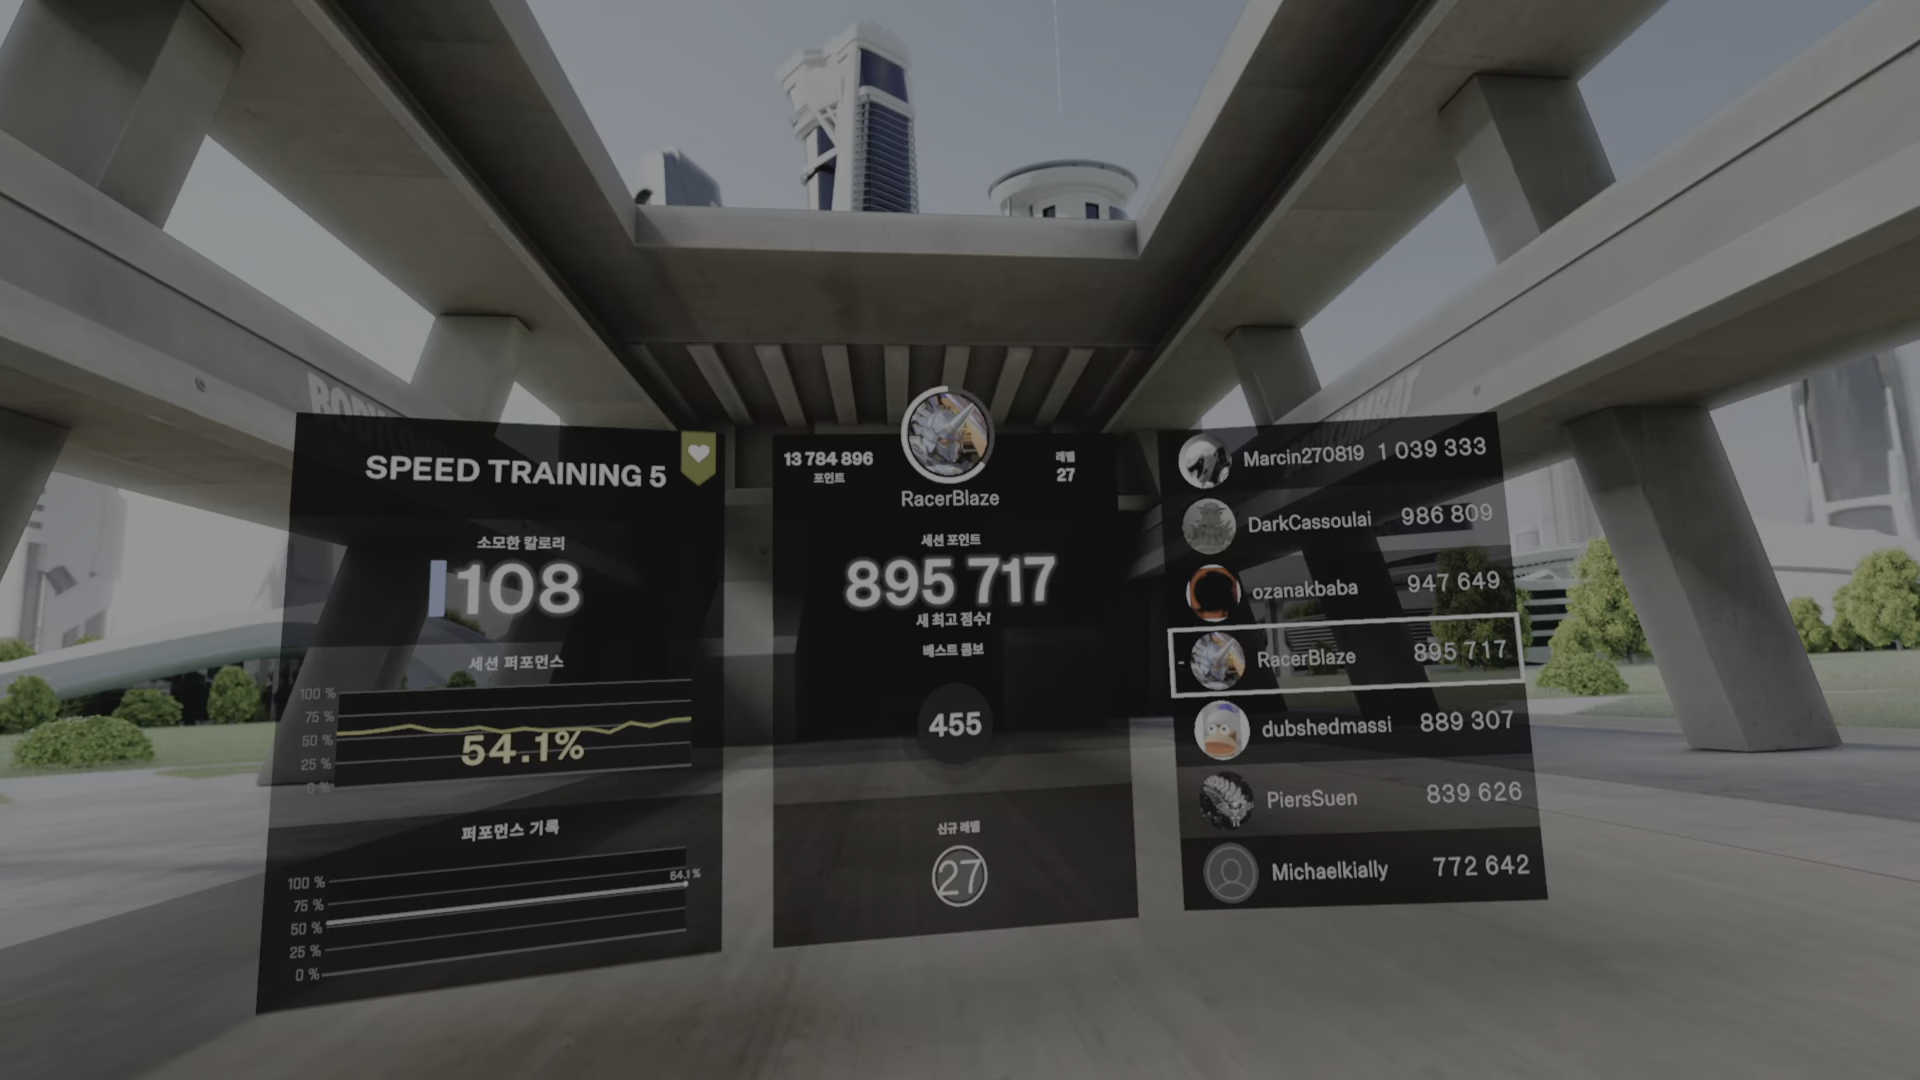 SPEED TRAINING 5
소모한 칼로리
108
세션 퍼포먼스
100 %
75 %
50 %
25 %
0 %
54.1%
퍼포먼스 기록
100 %
75 %
50 %
25 %
0 %
54.1 %
13 784 896
포인트
레벨
27
RacerBlaze
세션 포인트
895 717
새 최고 점수!
베스트 콤보
455
신규 레벨
27
Marcin270819 1 039 333
DarkCassoulai 986 809
ozanakbaba 947 649
- RacerBlaze 895 717
dubshedmassi 889 307
PiersSuen 839 626
Michaelkially 772 642